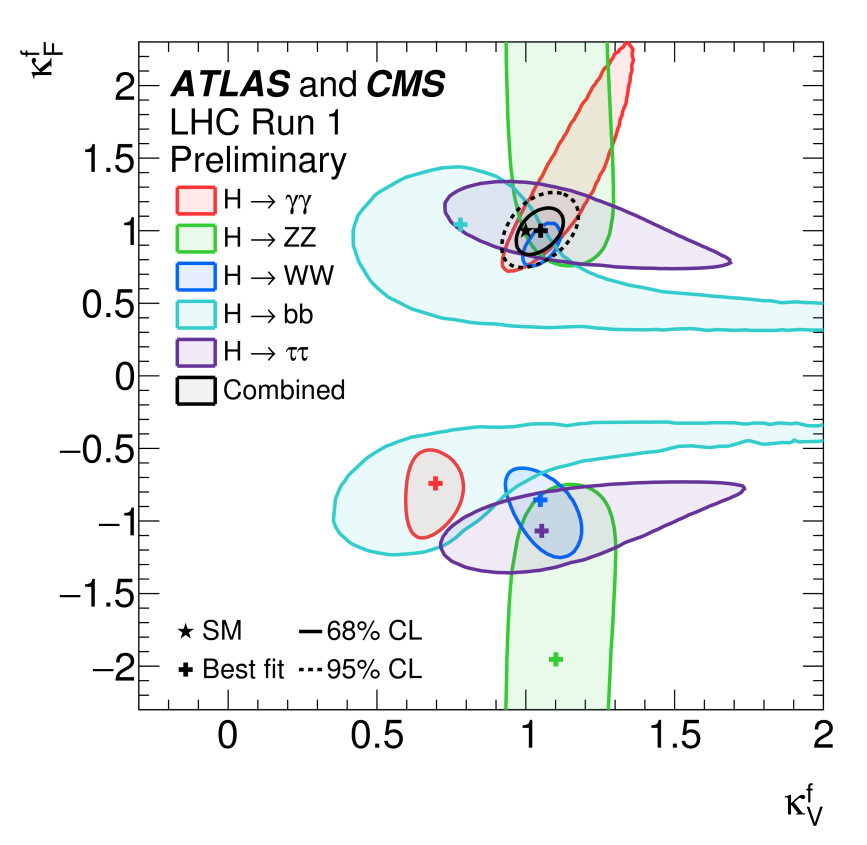 κ_F^f
ATLAS and CMS
LHC Run 1
Preliminary
H → γγ
H → ZZ
H → WW
H → bb
H → ττ
Combined
2
1.5
1
0.5
0
−0.5
−1
−1.5
−2
SM
68% CL
Best fit
95% CL
0 0.5 1 1.5 2
κ_V^f